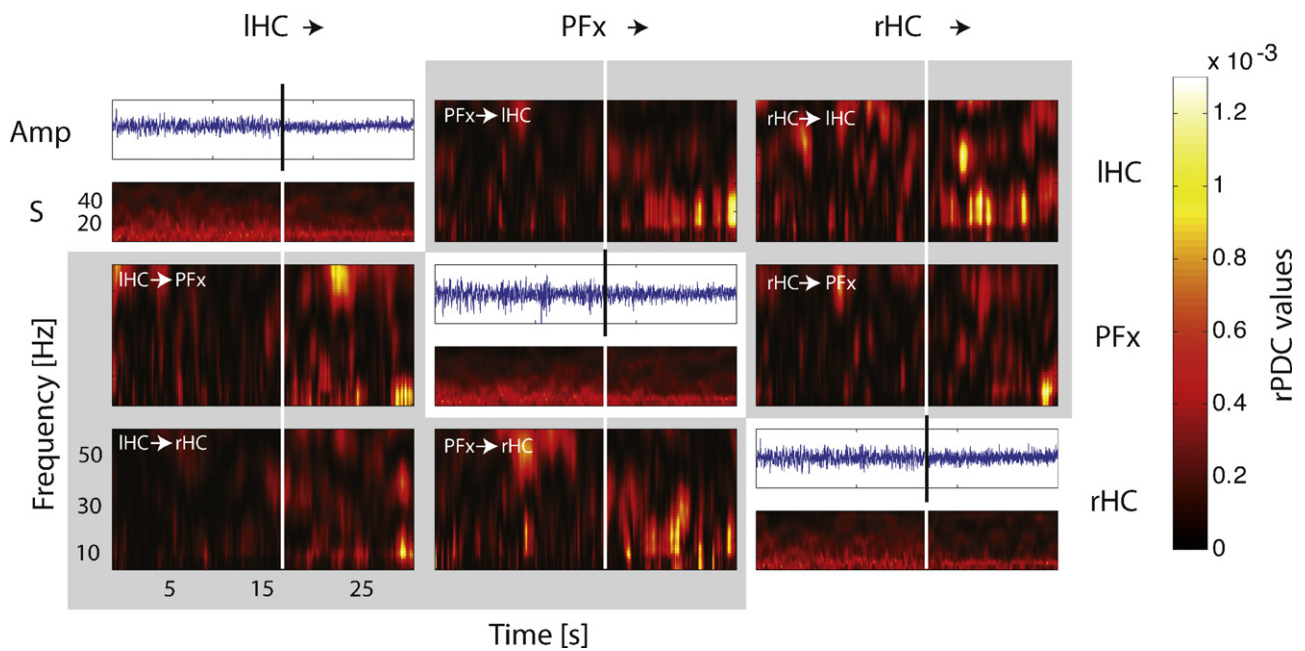 lHC → PFx → rHC →
x 10⁻³
Amp
PFx→lHC
rHC→lHC
lHC
S
40
20
lHC→PFx
rHC→PFx
PFx
lHC→rHC
PFx→rHC
rHC
Frequency [Hz]
50
30
10
5 15 25
Time [s]
1.2
1
0.8
0.6
0.4
0.2
0
rPDC values